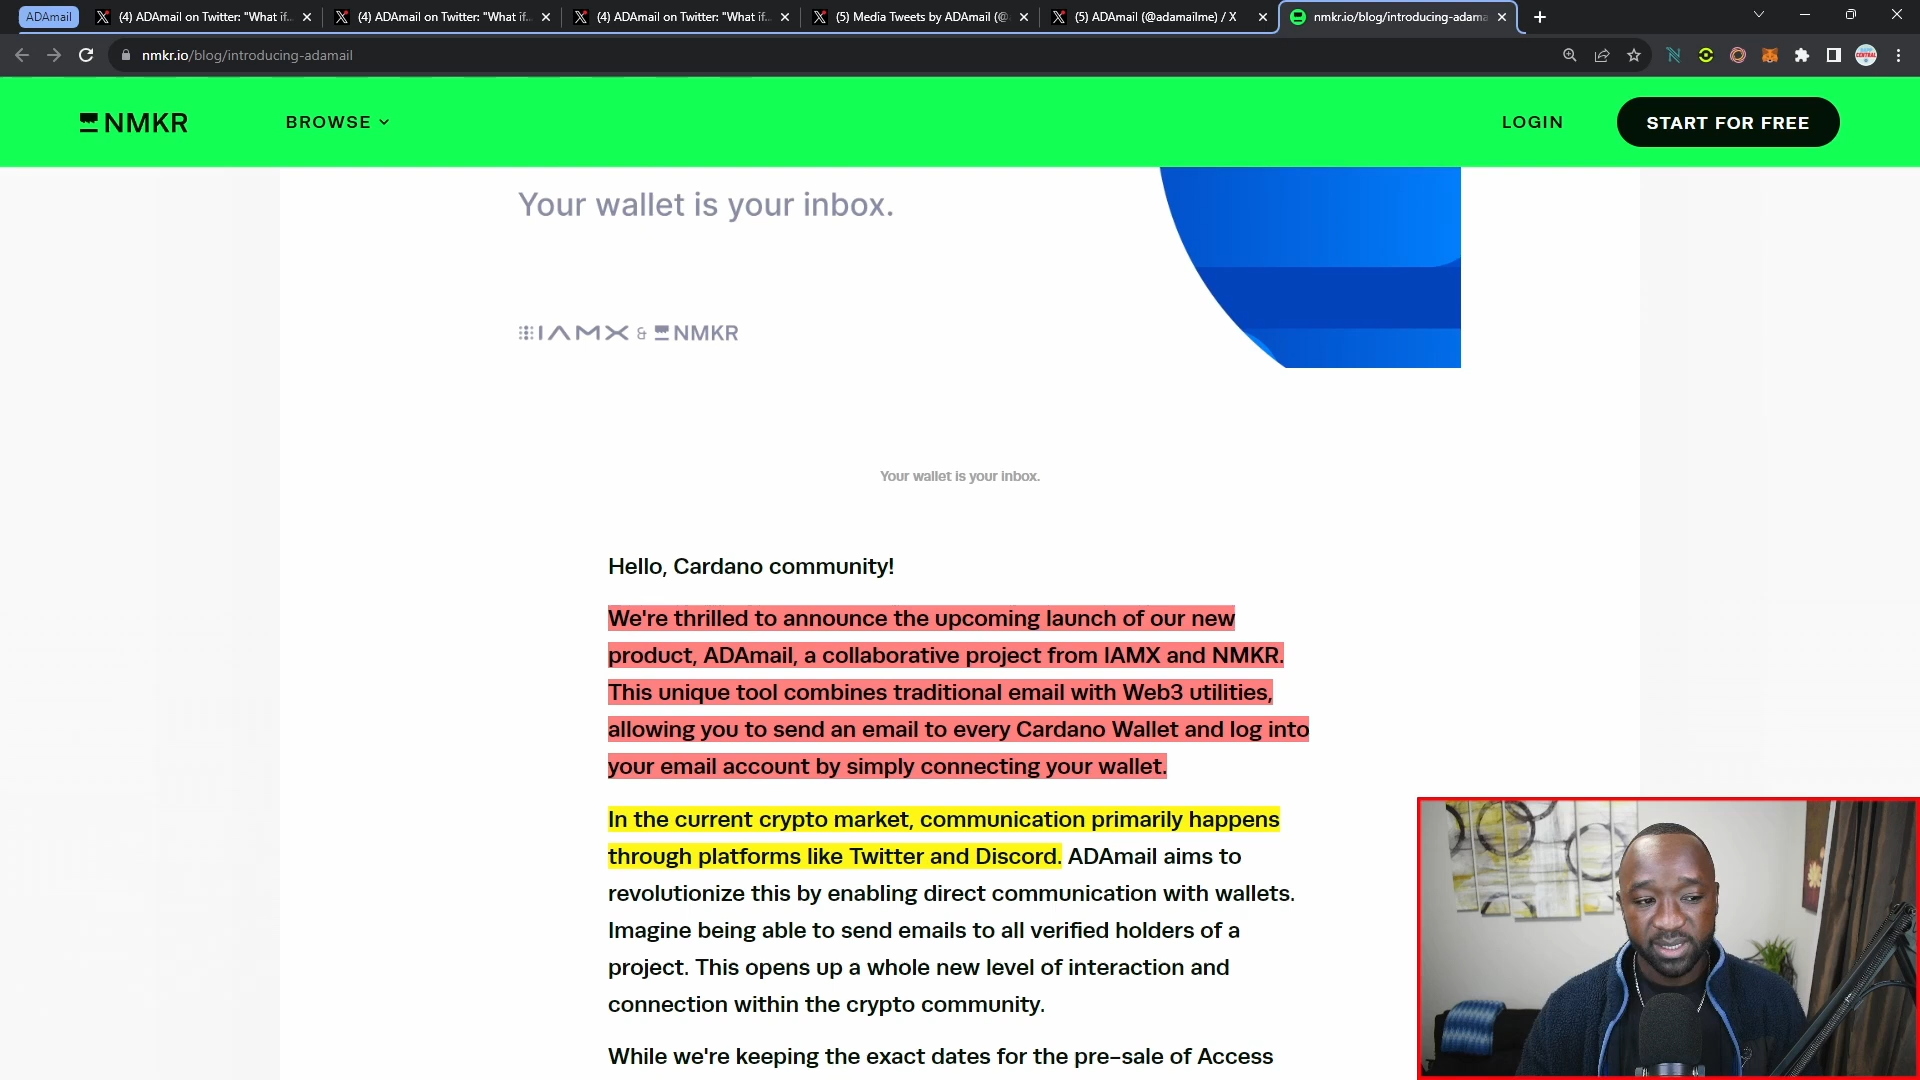 ADAmail
(4) ADAmail on Twitter: "What if...
(4) ADAmail on Twitter: "What if...
(4) ADAmail on Twitter: "What if...
(5) Media Tweets by ADAmail (@
(5) ADAmail (@adamailme) / X
nmkr.io/blog/introducing-adama
nmkr.io/blog/introducing-adamail
NMKR
BROWSE
LOGIN
START FOR FREE
Your wallet is your inbox.
IAMX & NMKR
Your wallet is your inbox.
Hello, Cardano community!
We're thrilled to announce the upcoming launch of our new
product, ADAmail, a collaborative project from IAMX and NMKR.
This unique tool combines traditional email with Web3 utilities,
allowing you to send an email to every Cardano Wallet and log into
your email account by simply connecting your wallet.
In the current crypto market, communication primarily happens
through platforms like Twitter and Discord. ADAmail aims to
revolutionize this by enabling direct communication with wallets.
Imagine being able to send emails to all verified holders of a
project. This opens up a whole new level of interaction and
connection within the crypto community.
While we're keeping the exact dates for the pre-sale of Access